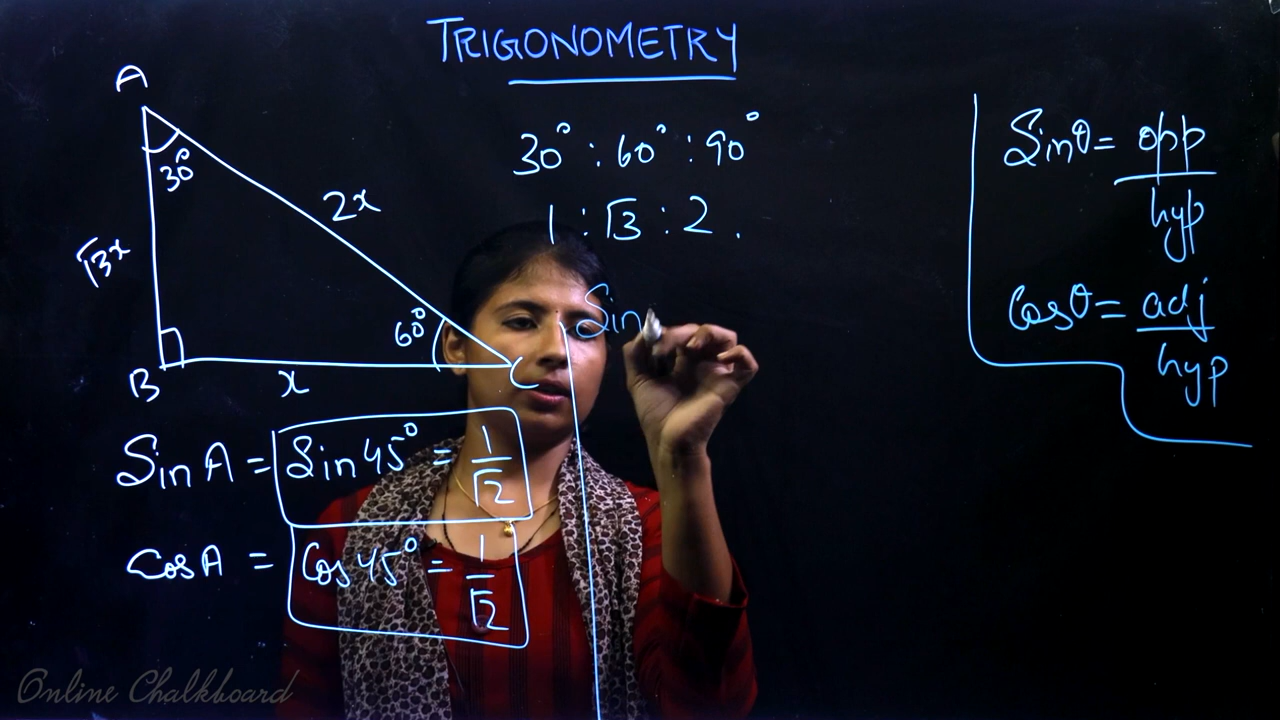 TRIGONOMETRY
A
30°
√3x
2x
60°
B
x
C
30° : 60° : 90°
1 : √3 : 2 .
Sin
Sin A = Sin 45° = 1/√2
Cos A = Cos 45° = 1/√2
Sinθ = opp/hyp
Cosθ = adj/hyp
Online Chalkboard